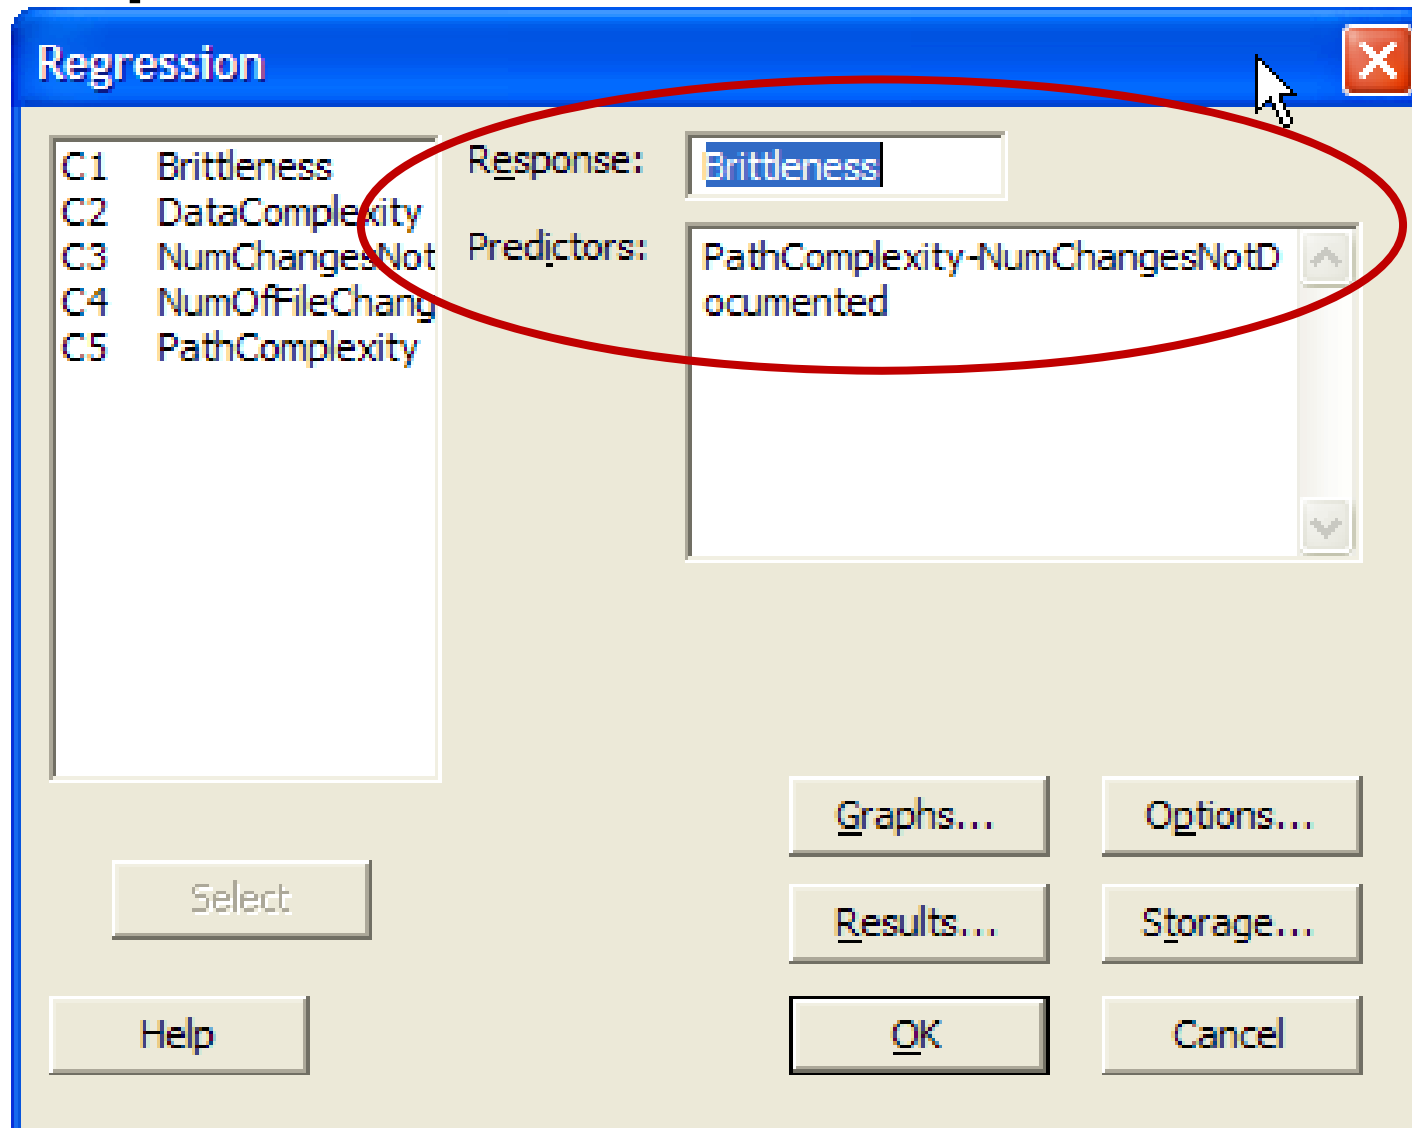 Regression
C1 Brittleness
C2 DataComplexity
C3 NumChangesNot
C4 NumOfFileChang
C5 PathComplexity
Response: Brittleness
Predictors: PathComplexity-NumChangesNotD
ocumented
Graphs... Options...
Select
Results... Storage...
Help OK Cancel